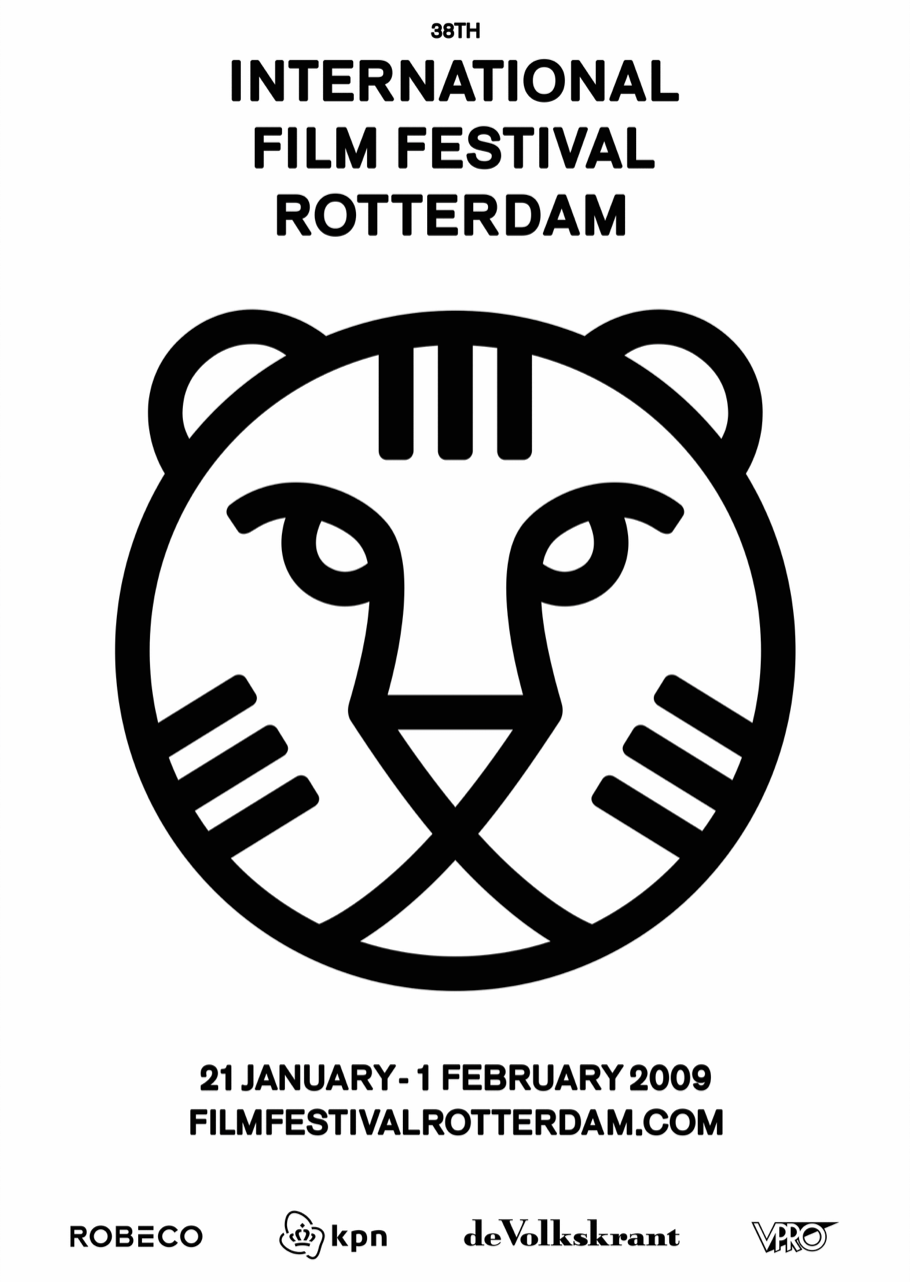 38TH
INTERNATIONAL
FILM FESTIVAL
ROTTERDAM
21 JANUARY - 1 FEBRUARY 2009
FILMFESTIVALROTTERDAM.COM
ROBECO kpn deVolkskrant VPRO